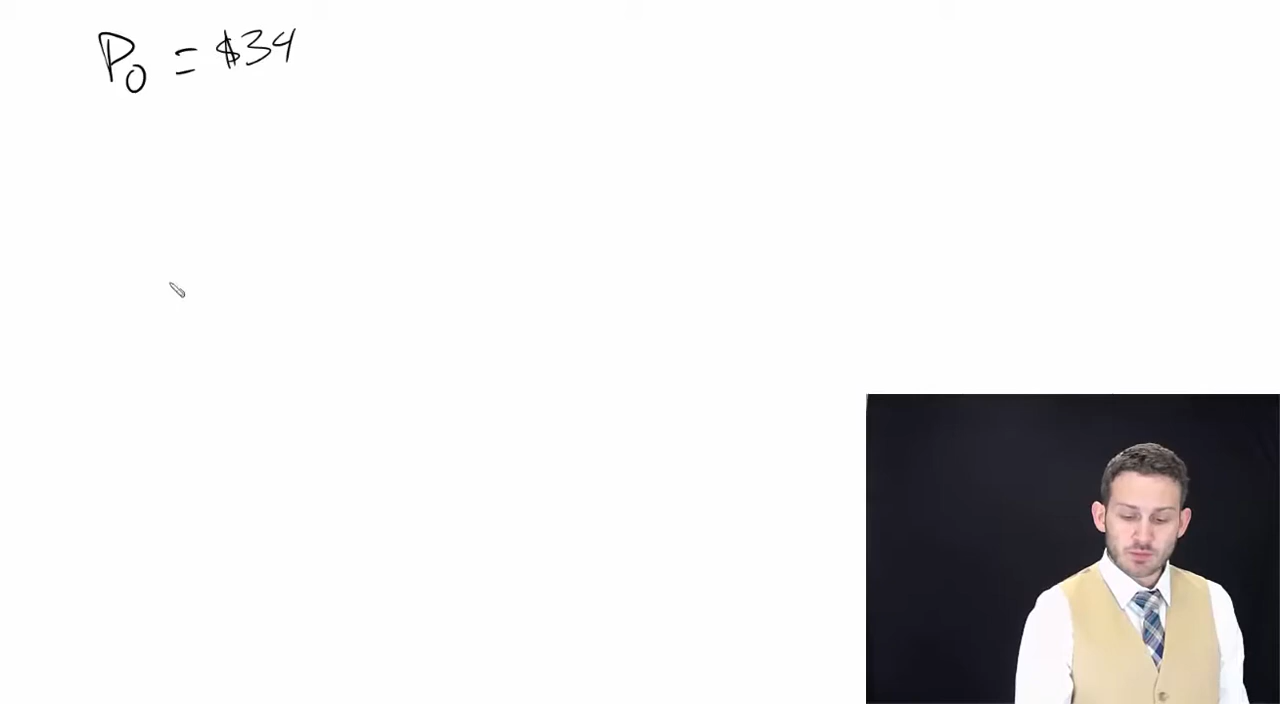 P₀ = $34